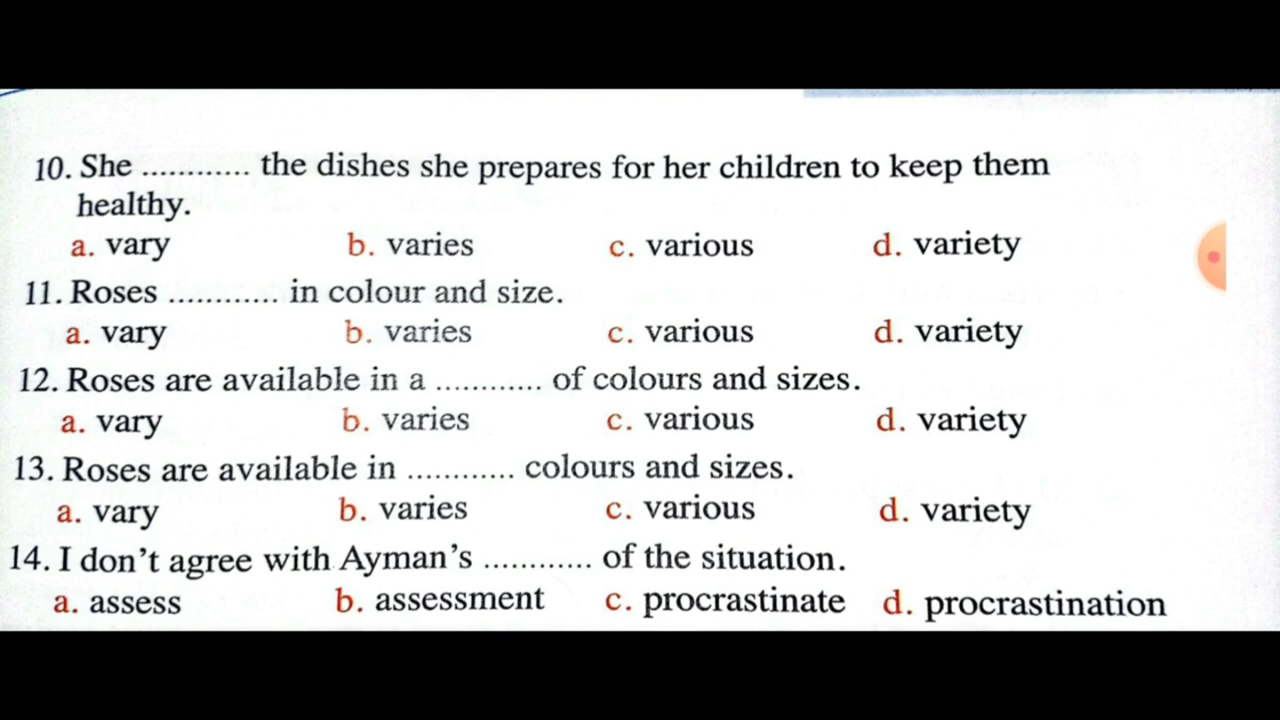 10. She ............ the dishes she prepares for her children to keep them
healthy.
a. vary b. varies c. various d. variety
11. Roses ............ in colour and size.
a. vary b. varies c. various d. variety
12. Roses are available in a ............ of colours and sizes.
a. vary b. varies c. various d. variety
13. Roses are available in ............ colours and sizes.
a. vary b. varies c. various d. variety
14. I don't agree with Ayman's ............ of the situation.
a. assess b. assessment c. procrastinate d. procrastination